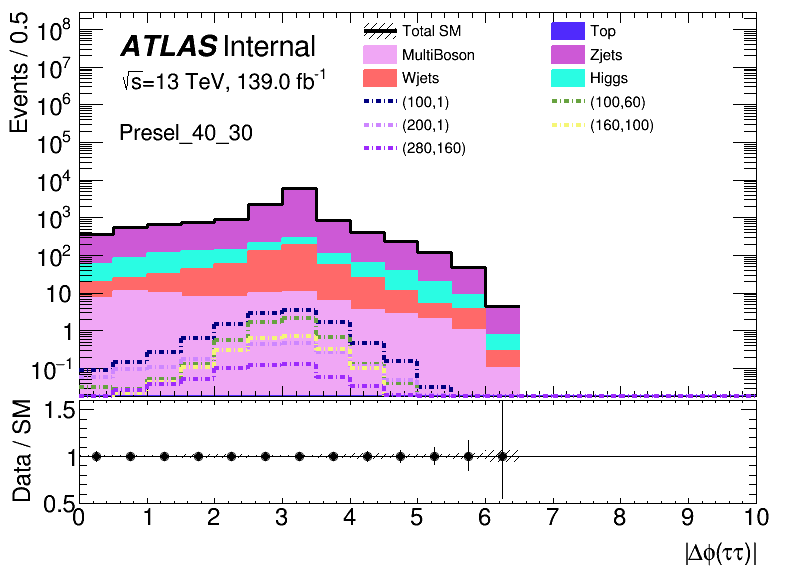 Events / 0.5
10⁸
10⁷
10⁶
10⁵
10⁴
10³
10²
10
1
10⁻¹
ATLAS Internal
√s=13 TeV, 139.0 fb⁻¹
Presel_40_30
Total SM
Top
MultiBoson
Zjets
Wjets
Higgs
(100,1)
(100,60)
(200,1)
(160,100)
(280,160)
Data / SM
1.5
1
0.5
0 1 2 3 4 5 6 7 8 9 10
|Δϕ(ττ)|